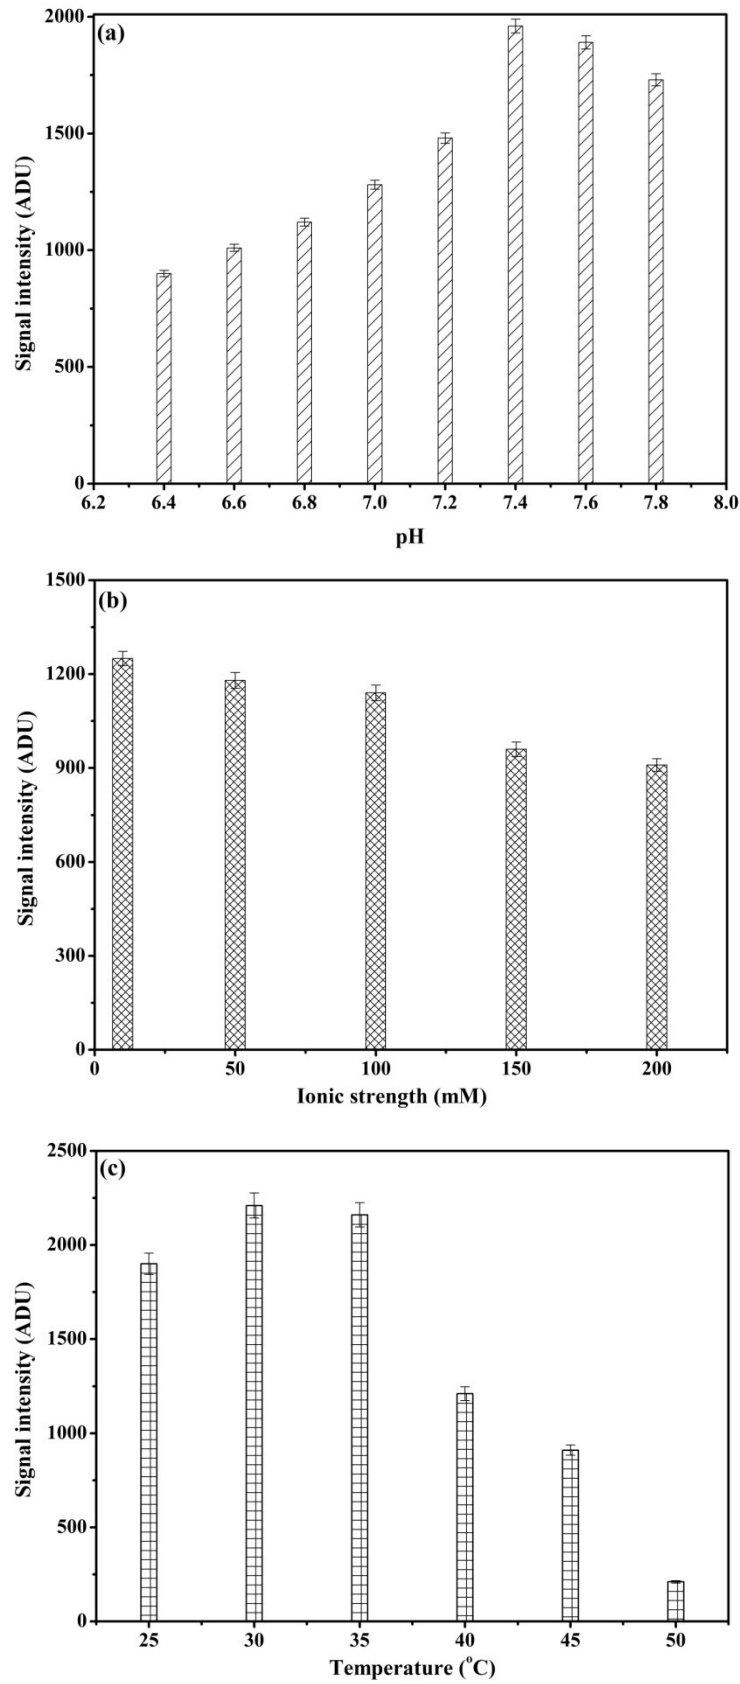 (a)
Signal intensity (ADU)
2000
1500
1000
500
0
6.2 6.4 6.6 6.8 7.0 7.2 7.4 7.6 7.8 8.0
pH
(b)
Signal intensity (ADU)
1500
1200
900
600
300
0
0 50 100 150 200
Ionic strength (mM)
(c)
Signal intensity (ADU)
2500
2000
1500
1000
500
0
25 30 35 40 45 50
Temperature (°C)